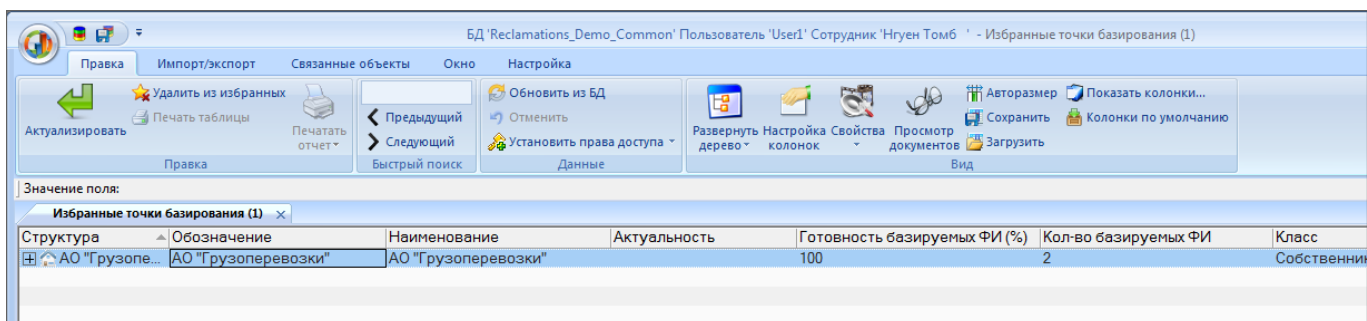 БД 'Reclamations_Demo_Common' Пользователь 'User1' Сотрудник 'Нгуен Томб ' - Избранные точки базирования (1)
Правка Импорт/экспорт Связанные объекты Окно Настройка
Актуализировать
Удалить из избранных
Печать таблицы
Печатать
отчет
Правка
Предыдущий
Следующий
Быстрый поиск
Обновить из БД
Отменить
Установить права доступа
Данные
Развернуть
дерево
Настройка
колонок
Свойства
Просмотр
документов
Авторазмер
Сохранить
Загрузить
Показать колонки...
Колонки по умолчанию
Вид
Значение поля:
Избранные точки базирования (1)
Структура Обозначение Наименование Актуальность Готовность базируемых ФИ (%) Кол-во базируемых ФИ Класс
АО "Грузопе... АО "Грузоперевозки" АО "Грузоперевозки" 100 2